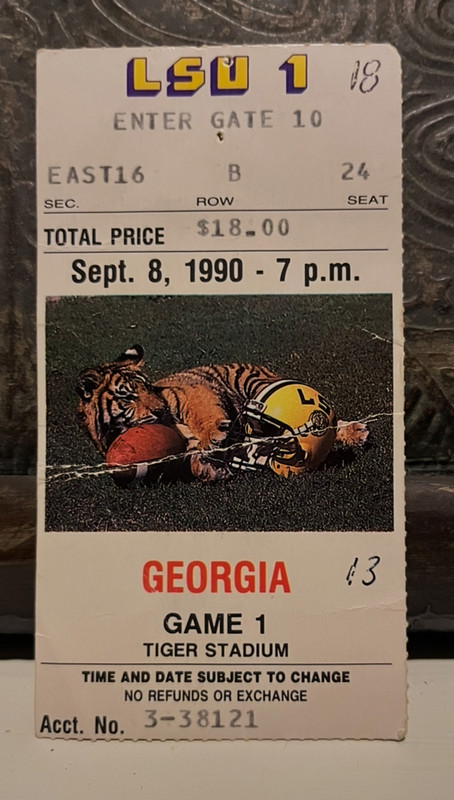 LSU 1 18
ENTER GATE 10
EAST16 B 24
SEC. ROW SEAT
TOTAL PRICE $18.00
Sept. 8, 1990 - 7 p.m.
GEORGIA 13
GAME 1
TIGER STADIUM
TIME AND DATE SUBJECT TO CHANGE
NO REFUNDS OR EXCHANGE
Acct. No. 3-38121